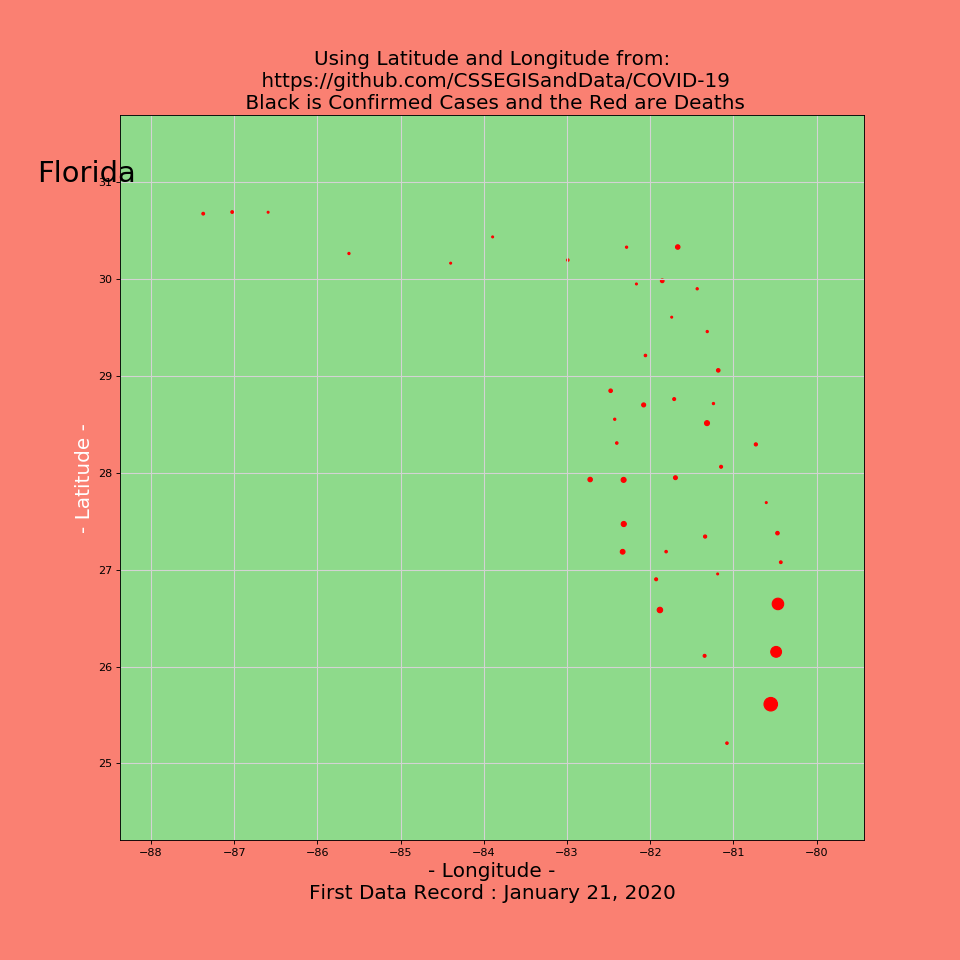 Using Latitude and Longitude from:
https://github.com/CSSEGISandData/COVID-19
Black is Confirmed Cases and the Red are Deaths
Florida
31
30
29
28
27
26
25
- Latitude -
−88 −87 −86 −85 −84 −83 −82 −81 −80
- Longitude -
First Data Record : January 21, 2020